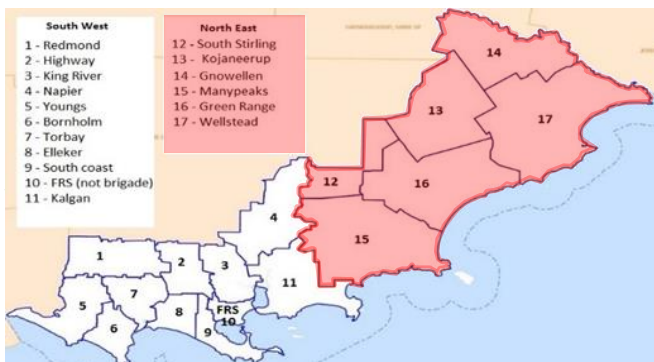 South West
1 - Redmond
2 - Highway
3 - King River
4 - Napier
5 - Youngs
6 - Bornholm
7 - Torbay
8 - Elleker
9 - South coast
10 - FRS (not brigade)
11 - Kalgan
North East
12 - South Stirling
13 - Kojaneerup
14 - Gnowellen
15 - Manypeaks
16 - Green Range
17 - Wellstead
14
13
17
12
16
4
15
1
2
3
11
5
7
8
FRS
10
6
9